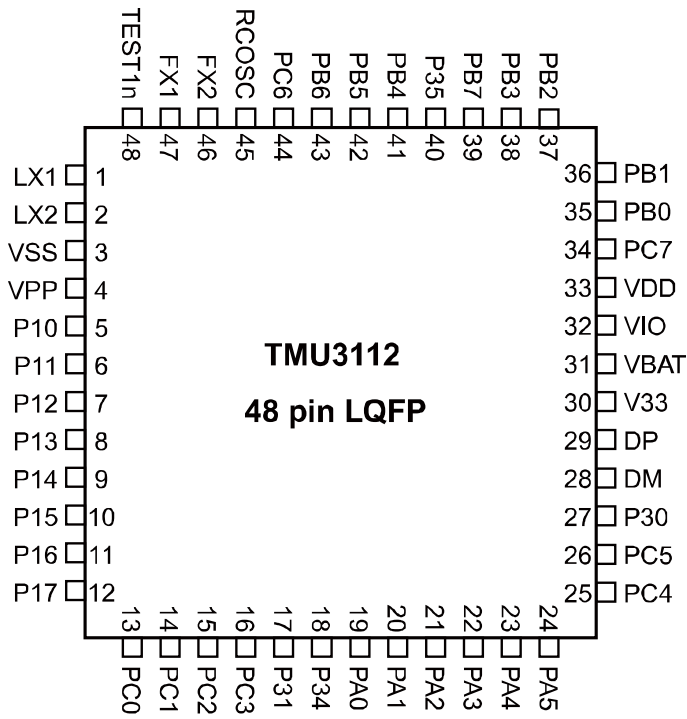 TEST1n FX1 FX2 RCOSC PC6 PB6 PB5 PB4 P35 PB7 PB3 PB2
48 47 46 45 44 43 42 41 40 39 38 37
LX1 1 36 PB1
LX2 2 35 PB0
VSS 3 34 PC7
VPP 4 33 VDD
P10 5 32 VIO
P11 6 31 VBAT
TMU3112
P12 7 30 V33
48 pin LQFP
P13 8 29 DP
P14 9 28 DM
P15 10 27 P30
P16 11 26 PC5
P17 12 25 PC4
13 14 15 16 17 18 19 20 21 22 23 24
PC0 PC1 PC2 PC3 P31 P34 PA0 PA1 PA2 PA3 PA4 PA5